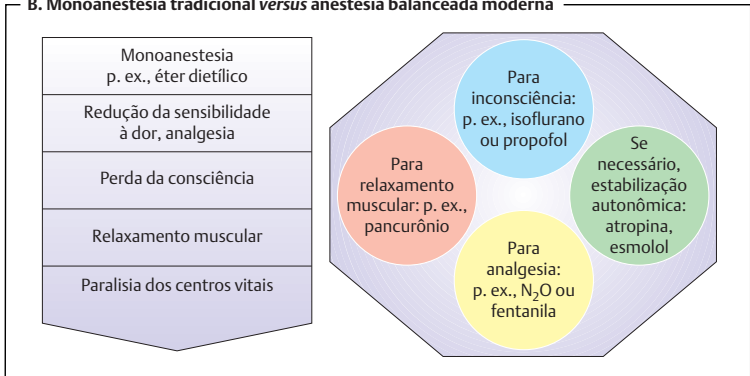 B. Monoanestesia tradicional versus anestesia balanceada moderna
Monoanestesia
p. ex., éter dietílico
Redução da sensibilidade
à dor, analgesia
Perda da consciência
Relaxamento muscular
Paralisia dos centros vitais
Para
inconsciência:
p. ex., isoflurano
ou propofol
Para
relaxamento
muscular: p. ex.,
pancurônio
Se
necessário,
estabilização
autonômica:
atropina,
esmolol
Para
analgesia:
p. ex., N₂O ou
fentanila